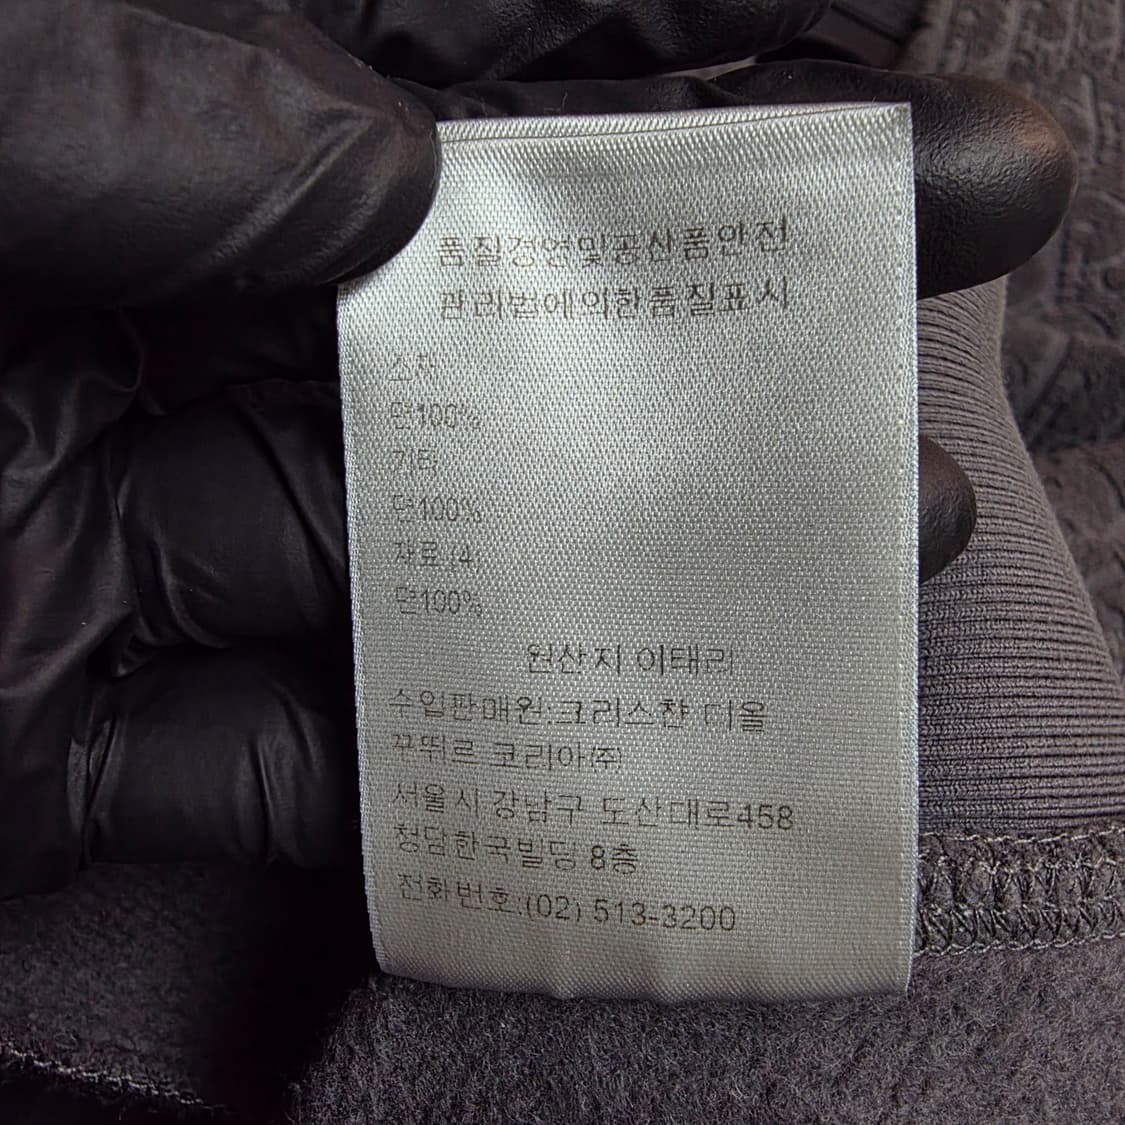 품질경영및공산품안전
관리법에의한품질표시
소재
면100%
기타
면100%
재료(4)
면100%
원산지 이태리
수입판매원:크리스챤 디올
꾸뛰르 코리아(주)
서울시 강남구 도산대로458
청담한국빌딩 8층
전화번호:(02) 513-3200